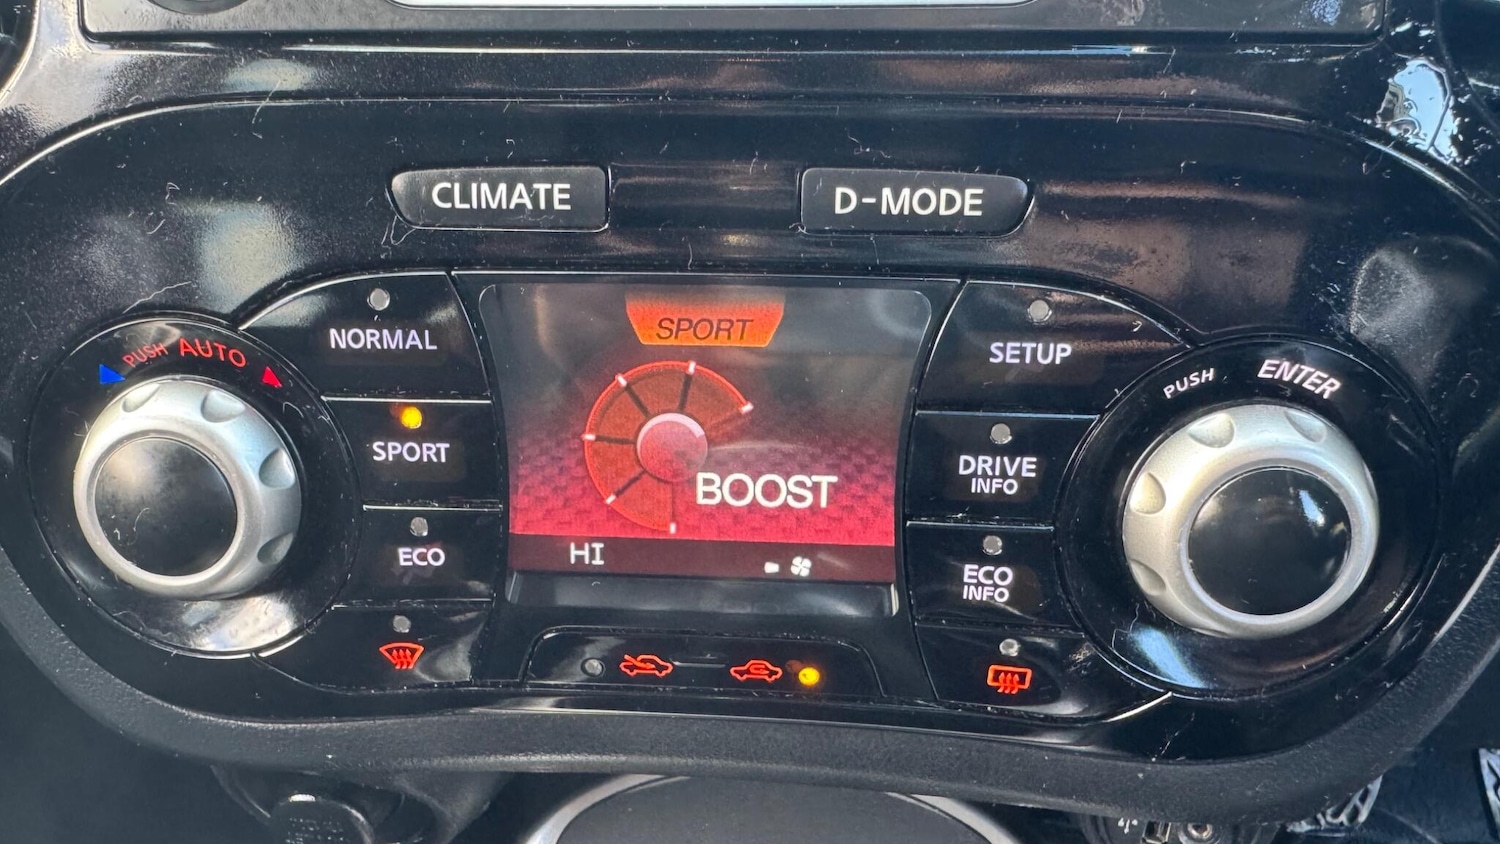 CLIMATE
D-MODE
PUSH AUTO
NORMAL
SPORT
ECO
SPORT
BOOST
HI
SETUP
DRIVE
INFO
ECO
INFO
PUSH ENTER